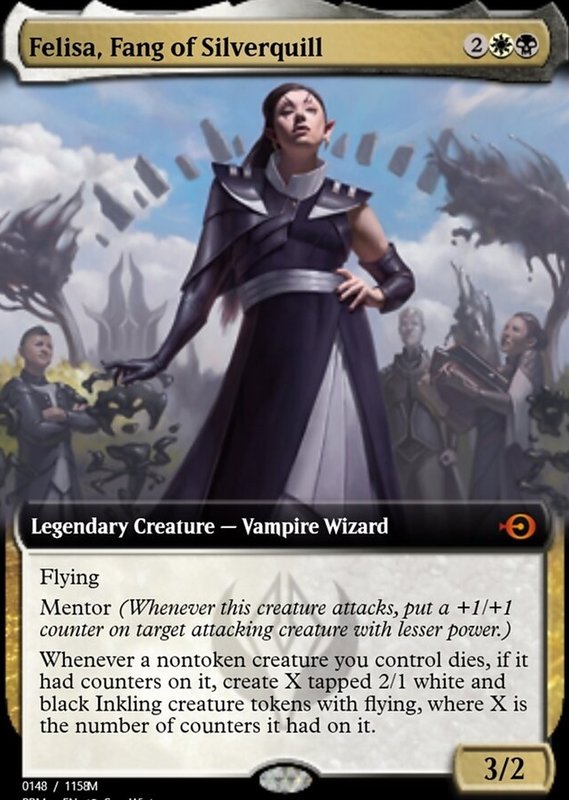 Felisa, Fang of Silverquill 2
Legendary Creature — Vampire Wizard
Flying
Mentor (Whenever this creature attacks, put a +1/+1
counter on target attacking creature with lesser power.)
Whenever a nontoken creature you control dies, if it
had counters on it, create X tapped 2/1 white and
black Inkling creature tokens with flying, where X is
the number of counters it had on it.
3/2
0148 / 1158M